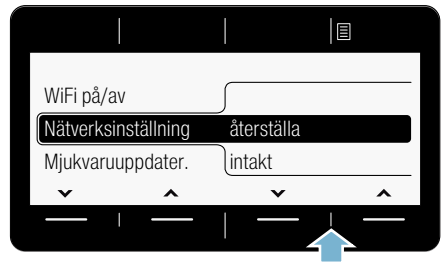 WiFi på/av
Nätverksinställning återställa
Mjukvaruuppdater. intakt